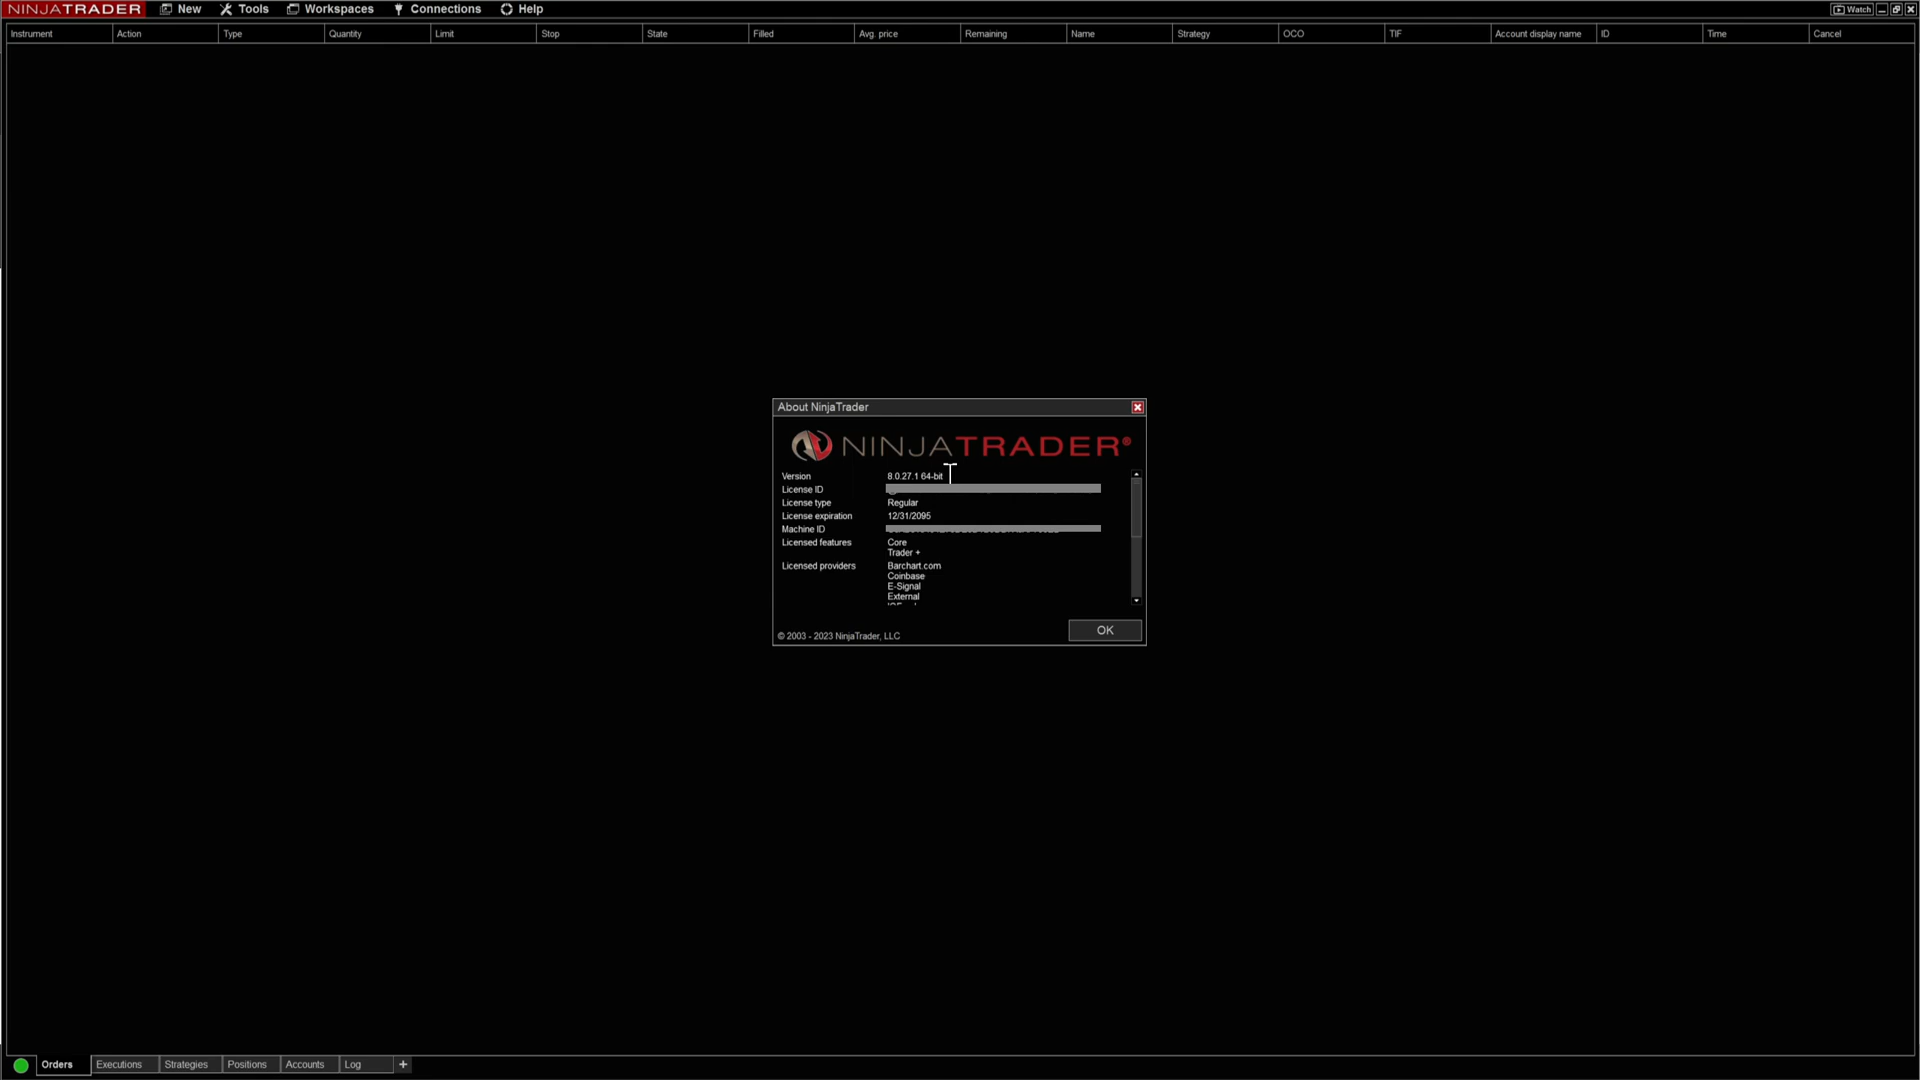 NINJATRADER New Tools Workspaces Connections Help Watch
Instrument Action Type Quantity Limit Stop State Filled Avg. price Remaining Name Strategy OCO TIF Account display name ID Time Cancel
About NinjaTrader
NINJATRADER®
Version 8.0.27.1 64-bit
License ID
License type Regular
License expiration 12/31/2095
Machine ID
Licensed features Core
Trader +
Licensed providers Barchart.com
Coinbase
E-Signal
External
OK
© 2003 - 2023 NinjaTrader, LLC
Orders Executions Strategies Positions Accounts Log +